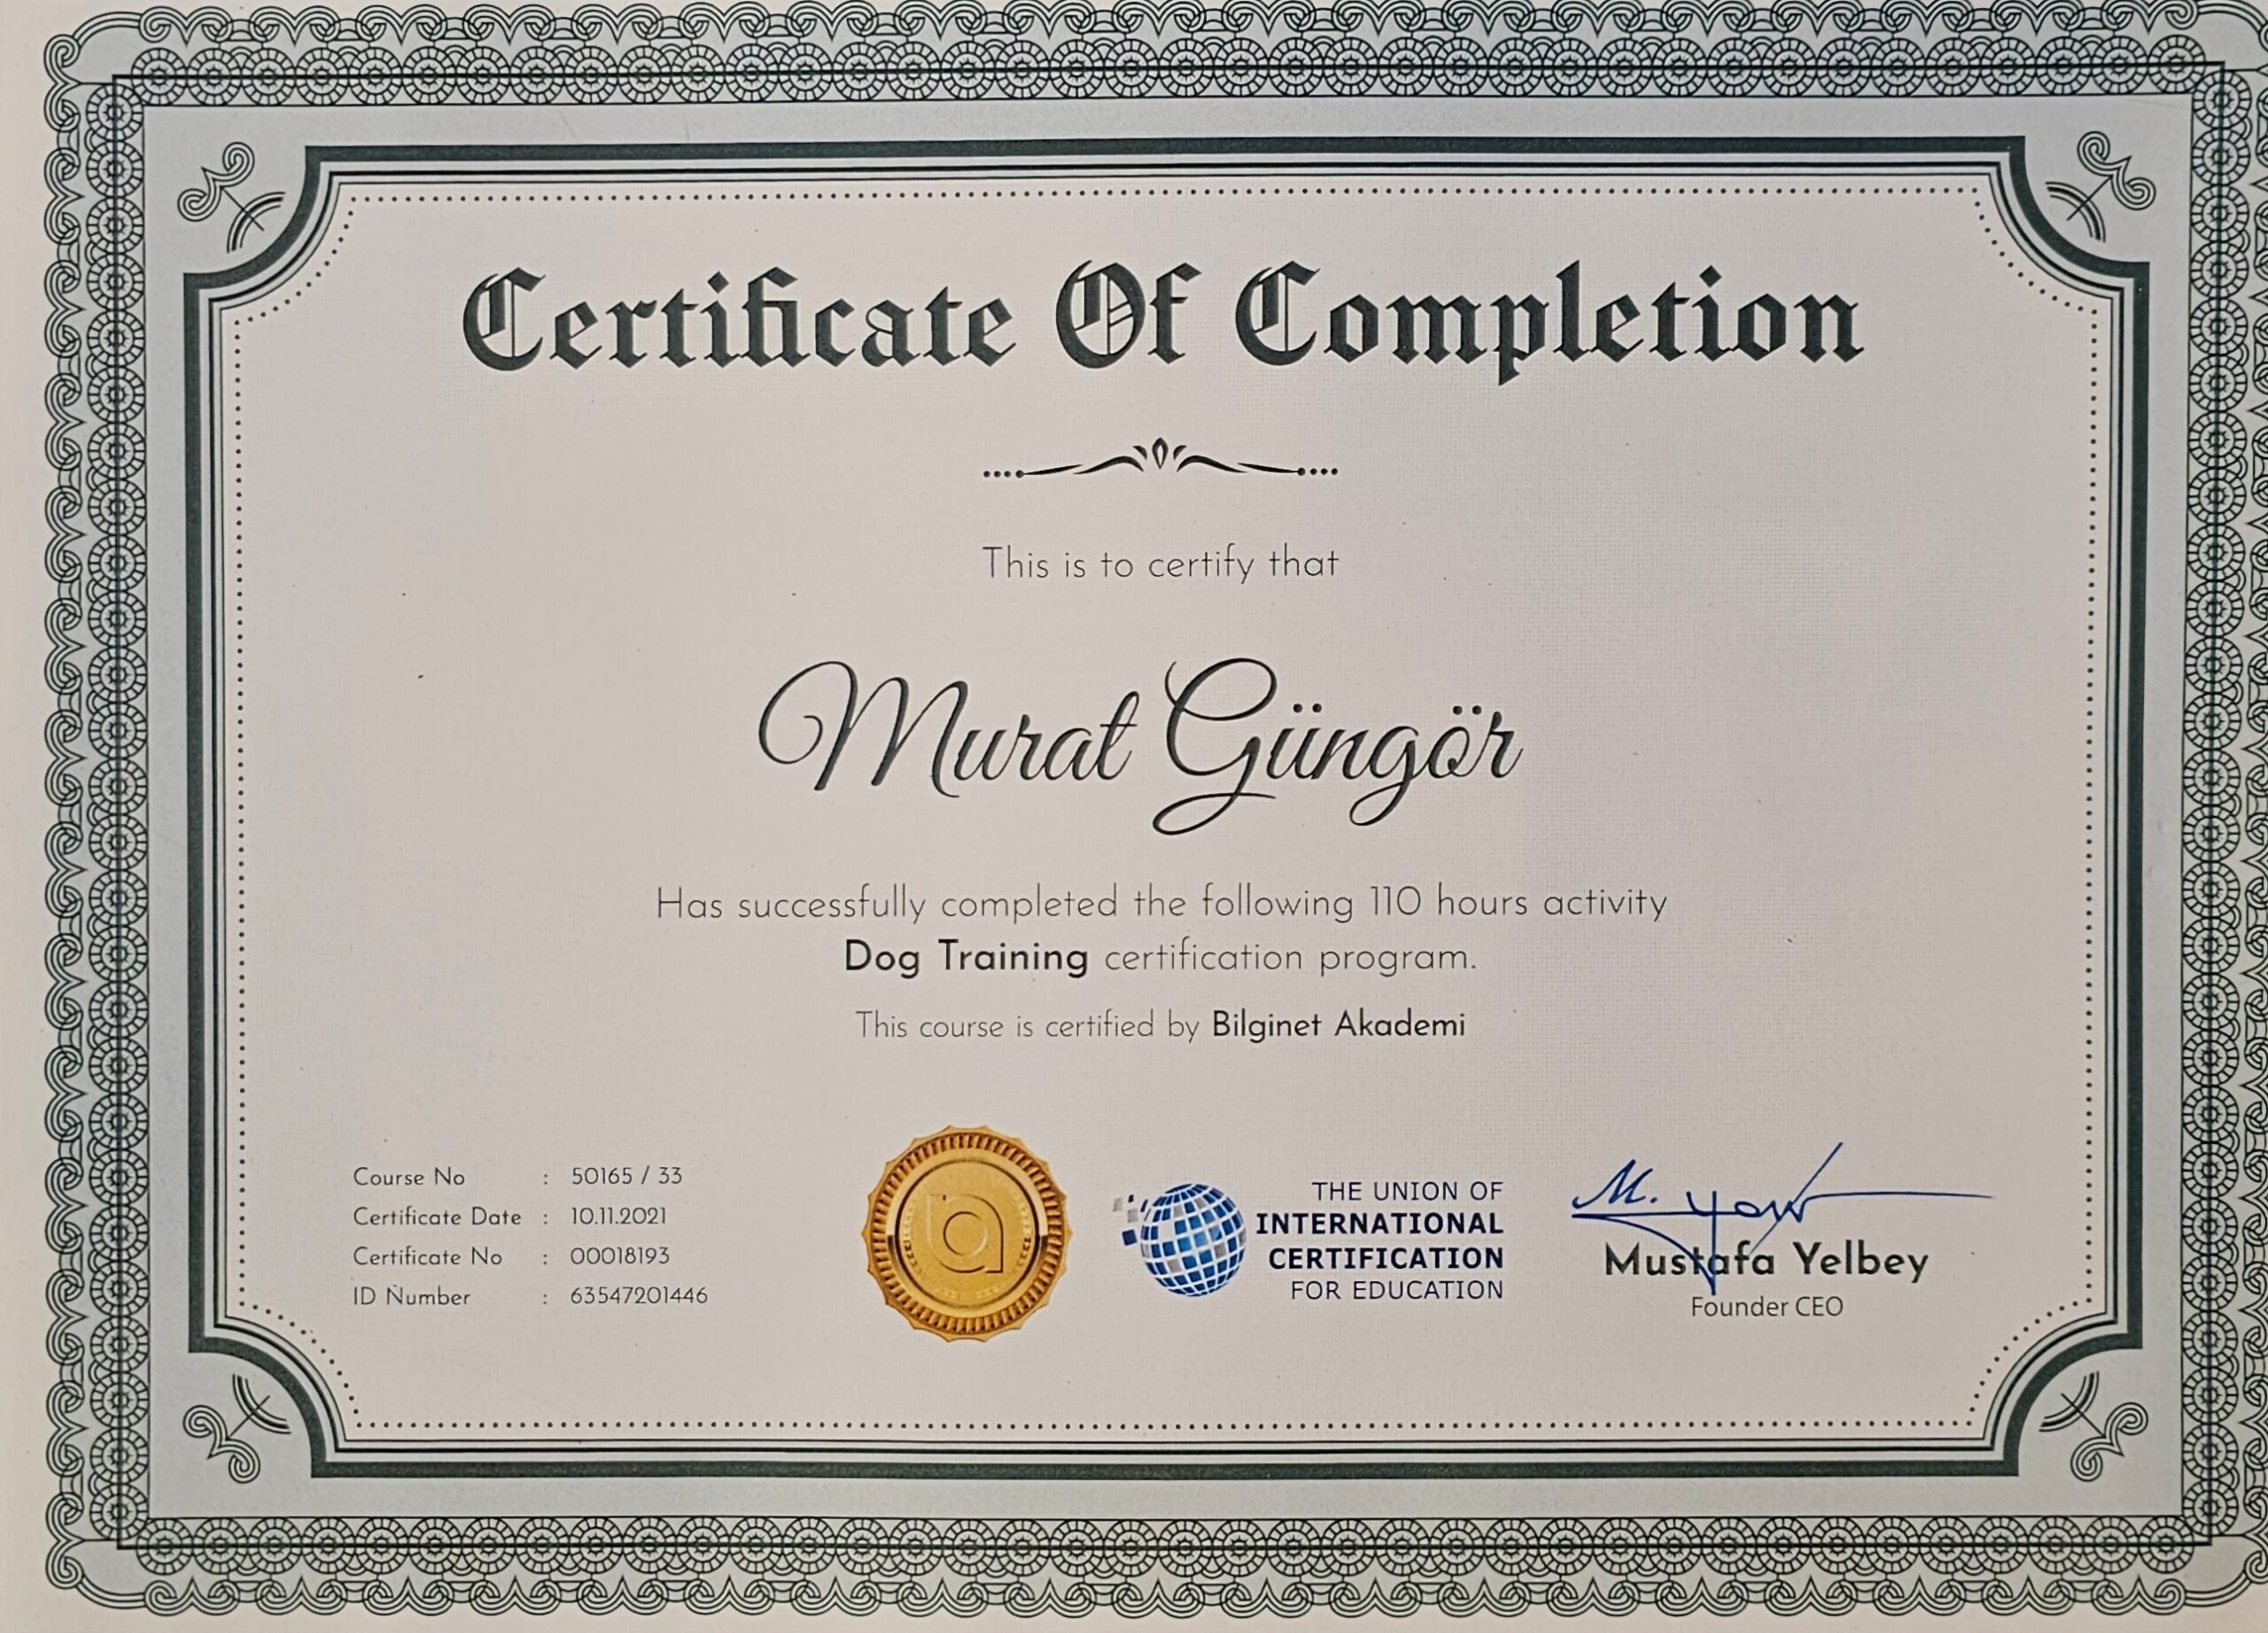 Certificate Of Completion
This is to certify that
Murat Güngör
Has successfully completed the following 110 hours activity
Dog Training certification program.
This course is certified by Bilginet Akademi
Course No : 50165 / 33
Certificate Date : 10.11.2021
Certificate No : 00018193
ID Number : 63547201446
ba
THE UNION OF
INTERNATIONAL
CERTIFICATION
FOR EDUCATION
Mustafa Yelbey
Founder CEO